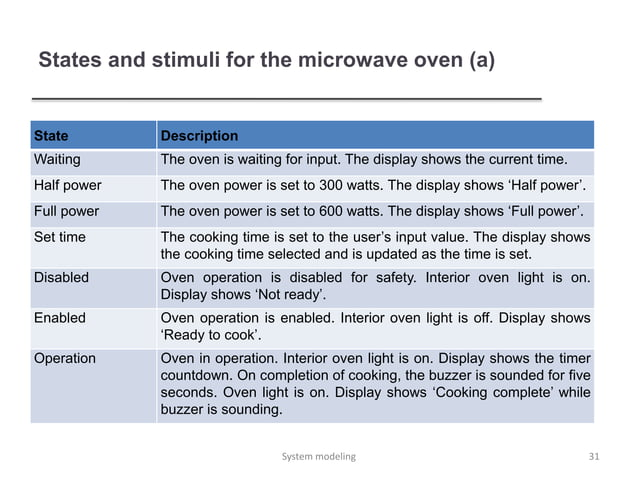 States and stimuli for the microwave oven (a)
State Description
Waiting The oven is waiting for input. The display shows the current time.
Half power The oven power is set to 300 watts. The display shows ‘Half power’.
Full power The oven power is set to 600 watts. The display shows ‘Full power’.
Set time The cooking time is set to the user’s input value. The display shows
the cooking time selected and is updated as the time is set.
Disabled Oven operation is disabled for safety. Interior oven light is on.
Display shows ‘Not ready’.
Enabled Oven operation is enabled. Interior oven light is off. Display shows
‘Ready to cook’.
Operation Oven in operation. Interior oven light is on. Display shows the timer
countdown. On completion of cooking, the buzzer is sounded for five
seconds. Oven light is on. Display shows ‘Cooking complete’ while
buzzer is sounding.
System modeling 31